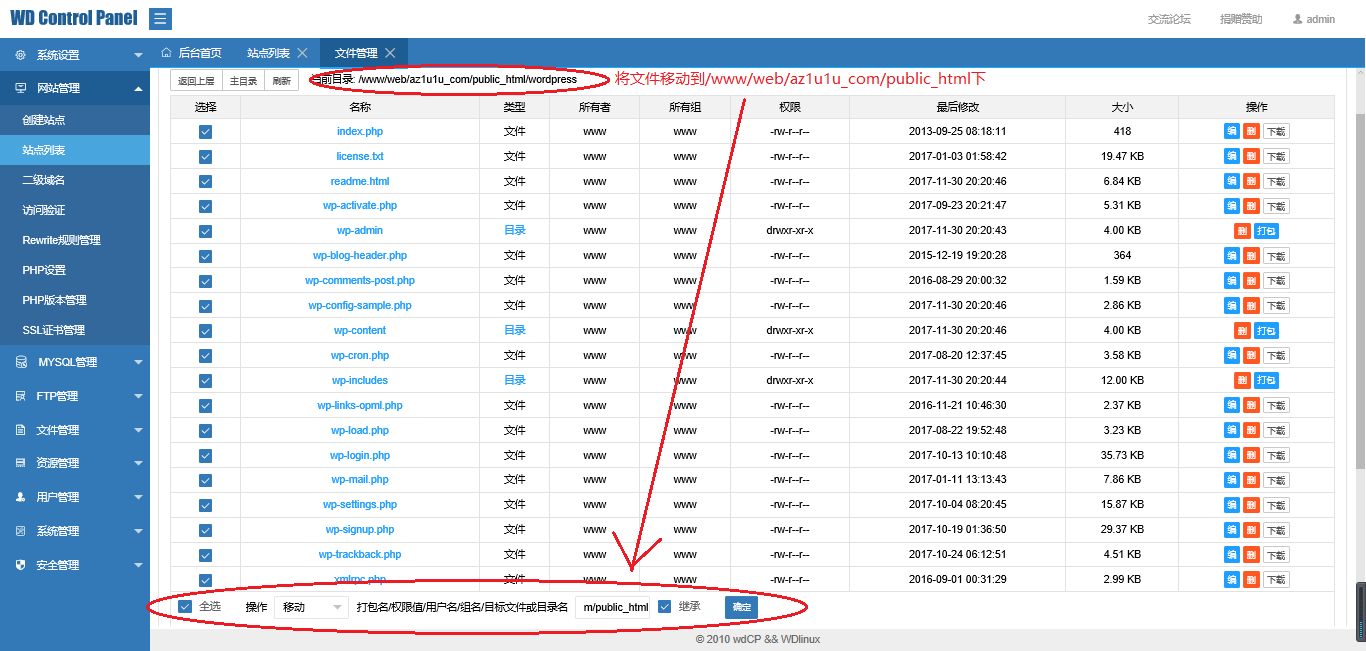 WD Control Panel
交流论坛 捐赠赞助 admin
系统设置
网站管理
创建站点
站点列表
二级域名
访问验证
Rewrite规则管理
PHP设置
PHP版本管理
SSL证书管理
MYSQL管理
FTP管理
文件管理
资源管理
用户管理
系统管理
安全管理
后台首页 站点列表 文件管理
返回上层 主目录 刷新 当前目录: /www/web/az1u1u_com/public_html/wordpress 将文件移动到/www/web/az1u1u_com/public_html下
选择 名称 类型 所有者 所有组 权限 最后修改 大小 操作
index.php 文件 www www -rw-r--r-- 2013-09-25 08:18:11 418 编 删 下载
license.txt 文件 www www -rw-r--r-- 2017-01-03 01:58:42 19.47 KB 编 删 下载
readme.html 文件 www www -rw-r--r-- 2017-11-30 20:20:46 6.84 KB 编 删 下载
wp-activate.php 文件 www www -rw-r--r-- 2017-09-23 20:21:47 5.31 KB 编 删 下载
wp-admin 目录 www www drwxr-xr-x 2017-11-30 20:20:43 4.00 KB 删 打包
wp-blog-header.php 文件 www www -rw-r--r-- 2015-12-19 19:20:28 364 编 删 下载
wp-comments-post.php 文件 www www -rw-r--r-- 2016-08-29 20:00:32 1.59 KB 编 删 下载
wp-config-sample.php 文件 www www -rw-r--r-- 2017-11-30 20:20:46 2.86 KB 编 删 下载
wp-content 目录 www www drwxr-xr-x 2017-11-30 20:20:46 4.00 KB 删 打包
wp-cron.php 文件 www www -rw-r--r-- 2017-08-20 12:37:45 3.58 KB 编 删 下载
wp-includes 目录 www www drwxr-xr-x 2017-11-30 20:20:44 12.00 KB 删 打包
wp-links-opml.php 文件 www www -rw-r--r-- 2016-11-21 10:46:30 2.37 KB 编 删 下载
wp-load.php 文件 www www -rw-r--r-- 2017-08-22 19:52:48 3.23 KB 编 删 下载
wp-login.php 文件 www www -rw-r--r-- 2017-10-13 10:10:48 35.73 KB 编 删 下载
wp-mail.php 文件 www www -rw-r--r-- 2017-01-11 13:13:43 7.86 KB 编 删 下载
wp-settings.php 文件 www www -rw-r--r-- 2017-10-04 08:20:45 15.87 KB 编 删 下载
wp-signup.php 文件 www www -rw-r--r-- 2017-10-19 01:36:50 29.37 KB 编 删 下载
wp-trackback.php 文件 www www -rw-r--r-- 2017-10-24 06:12:51 4.51 KB 编 删 下载
xmlrpc.php 文件 www www -rw-r--r-- 2016-09-01 00:31:29 2.99 KB 编 删 下载
全选 操作 移动 打包名/权限值/用户名/组名/目标文件或目录名 m/public_html 继承 确定
© 2010 wdCP && WDlinux